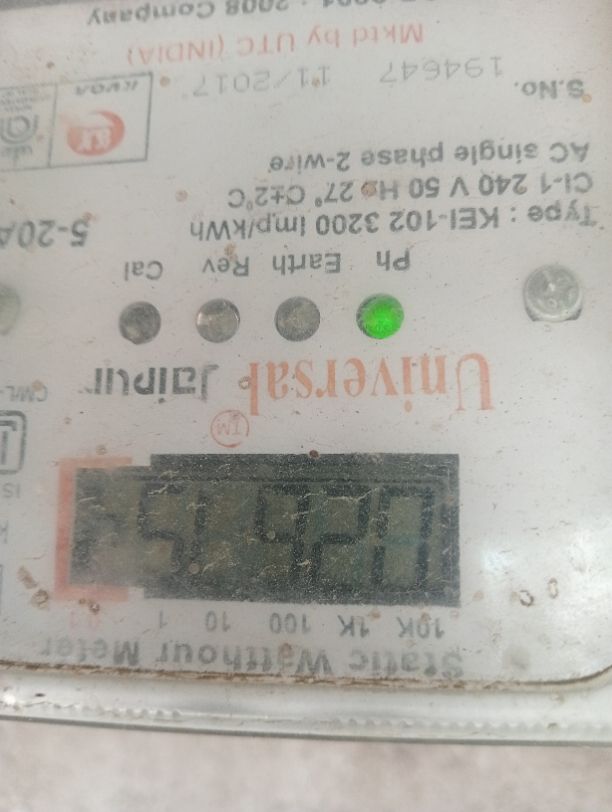 Static Watthour Meter
10K 1K 100 10 1 0.1
Universal Jaipur TM
Ph Earth Rev Cal
Type : KEI-102 3200 Imp/kWh 5-20A
Cl-1 240 V 50 Hz 27°C±2°C
AC single phase 2-wire
S.No. 194647 11/2017
Mktd by UTC (INDIA)
: 2008 Company